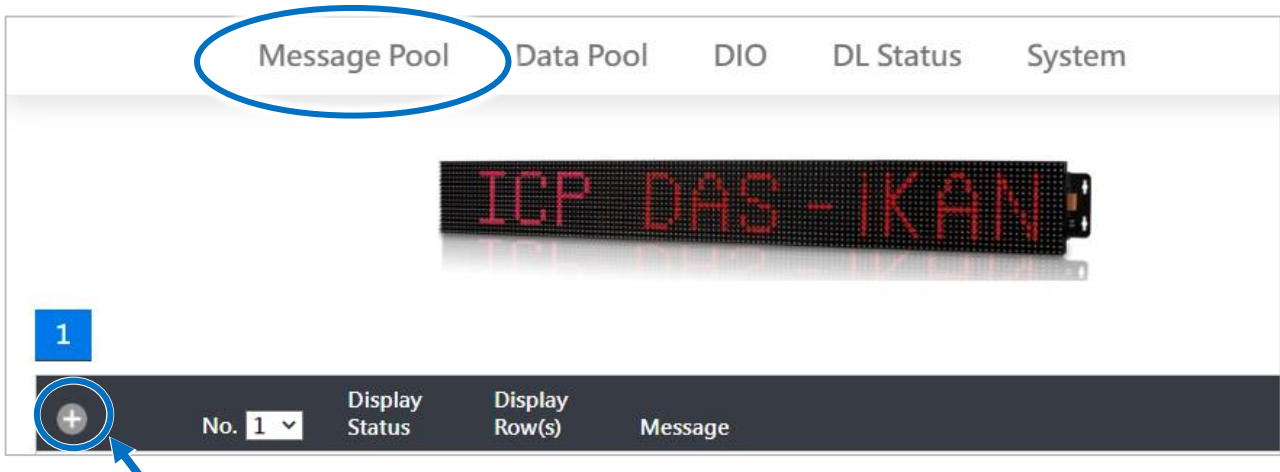 Message Pool Data Pool DIO DL Status System
ICP DAS-iKAN
1
No. 1 Display Status Display Row(s) Message